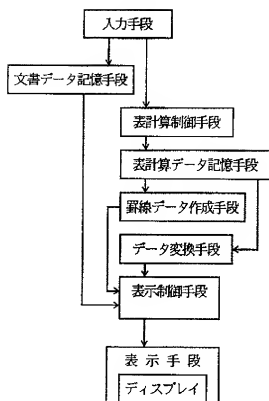 入力手段
文書データ記憶手段
表計算制御手段
表計算データ記憶手段
罫線データ作成手段
データ変換手段
表示制御手段
表示手段
ディスプレイ